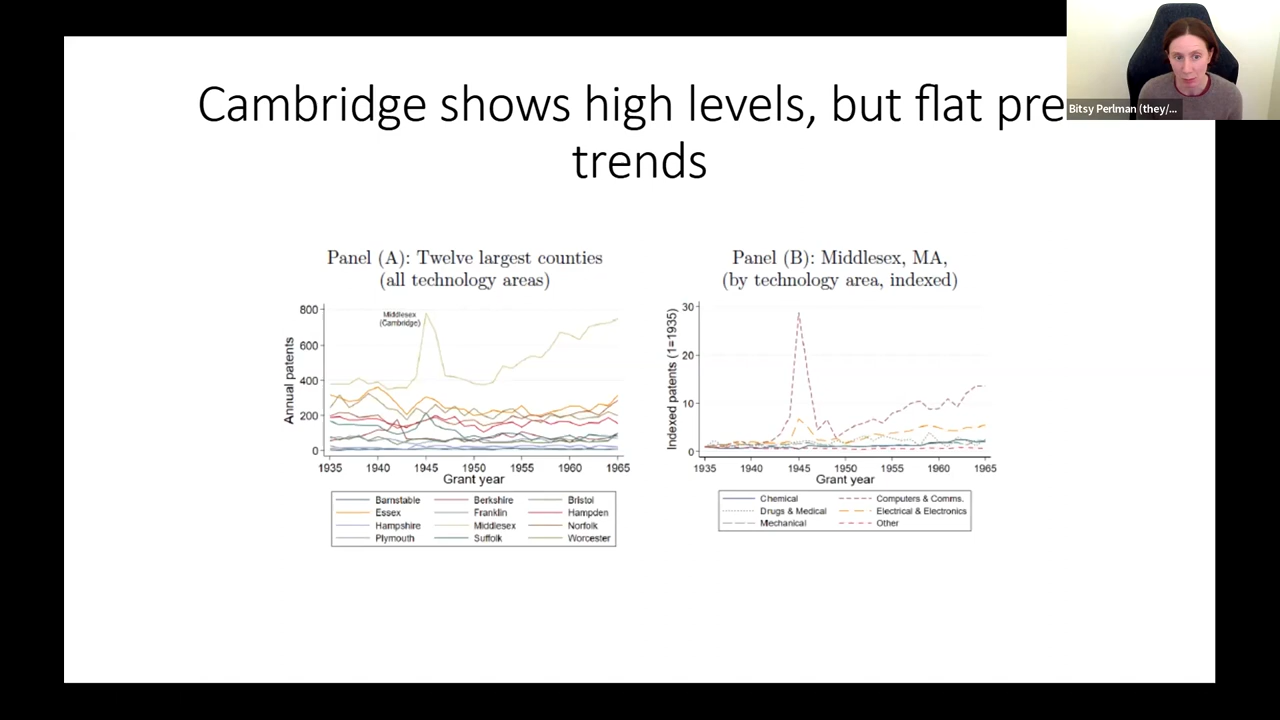 Cambridge shows high levels, but flat pre
trends
Bitsy Perlman (they/...
Panel (A): Twelve largest counties
(all technology areas)
800
600
400
200
0
Annual patents
Middlesex
(Cambridge)
1935 1940 1945 1950 1955 1960 1965
Grant year
Barnstable Berkshire Bristol
Essex Franklin Hampden
Hampshire Middlesex Norfolk
Plymouth Suffolk Worcester
Panel (B): Middlesex, MA,
(by technology area, indexed)
30
20
10
0
Indexed patents (1=1935)
1935 1940 1945 1950 1955 1960 1965
Grant year
Chemical Computers & Comms.
Drugs & Medical Electrical & Electronics
Mechanical Other